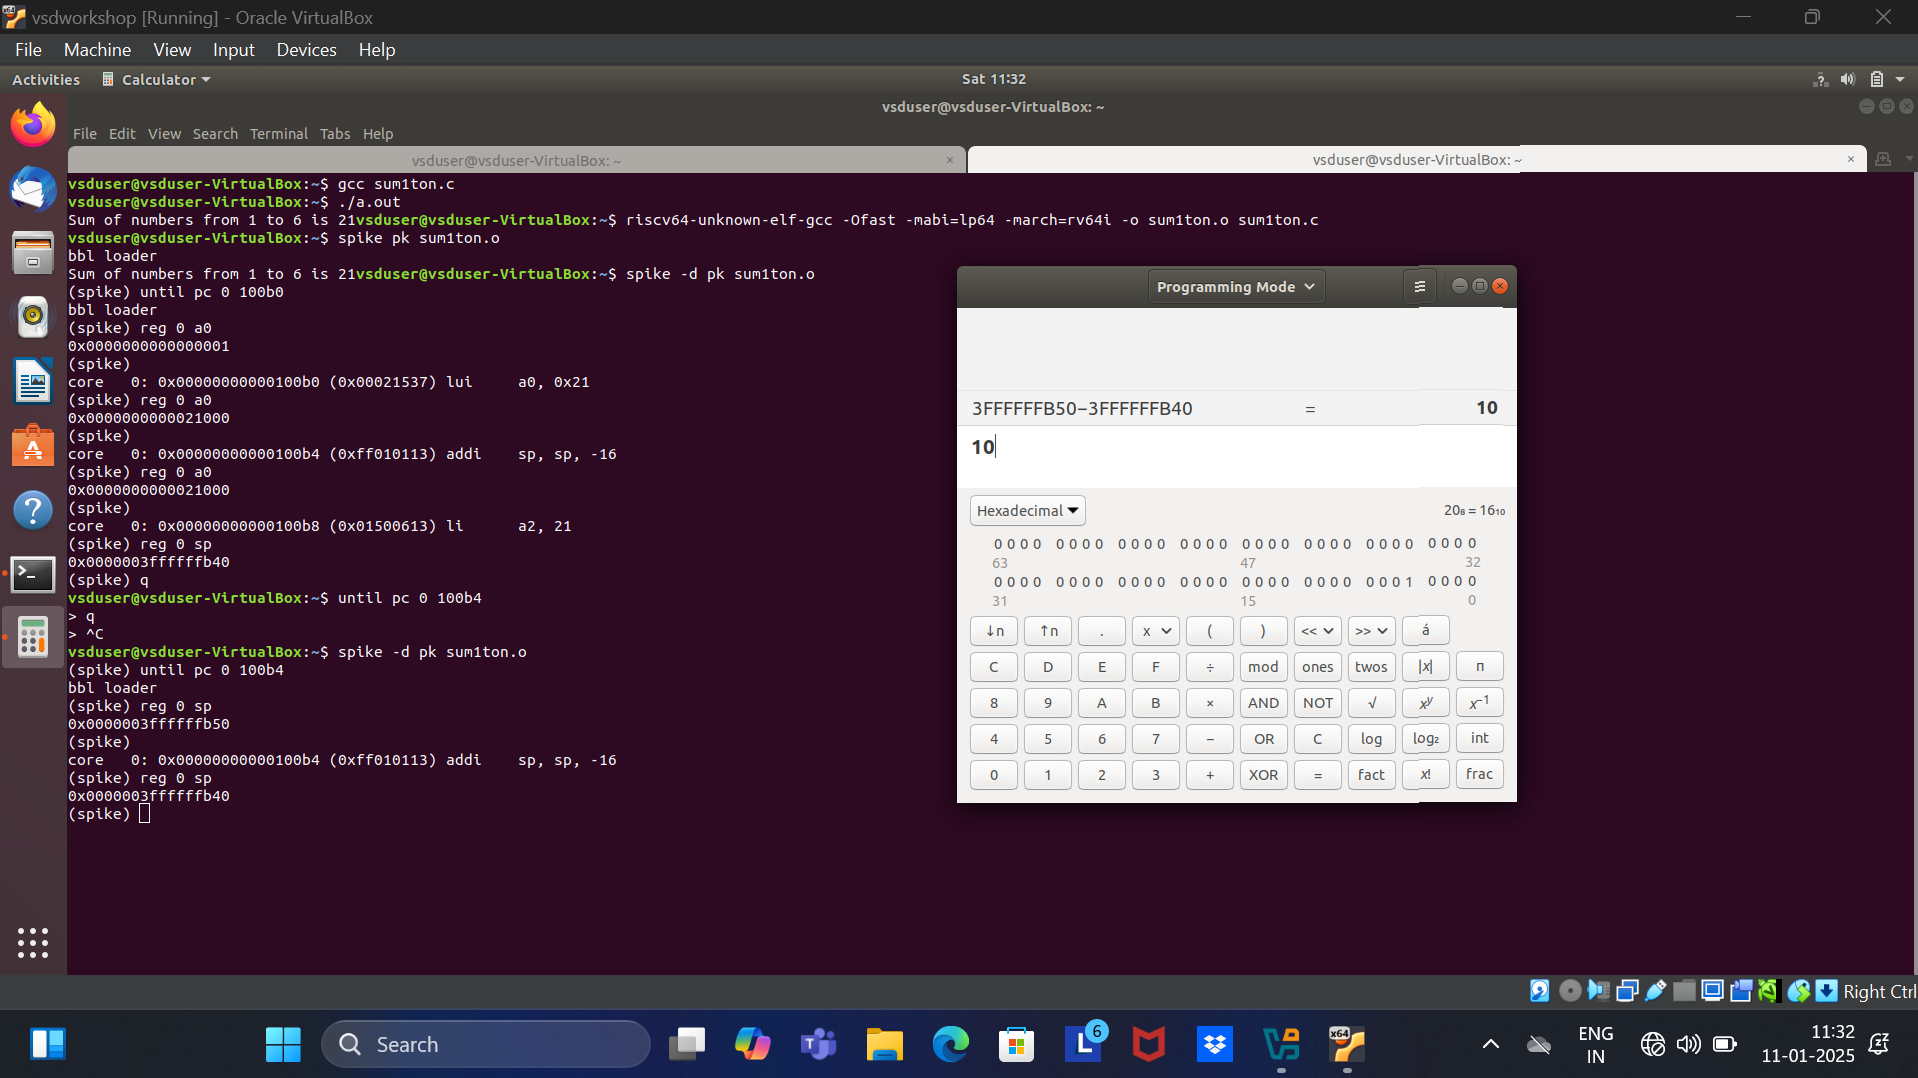 vsdworkshop [Running] - Oracle VirtualBox
File Machine View Input Devices Help
Activities Calculator Sat 11:32
vsduser@vsduser-VirtualBox: ~
File Edit View Search Terminal Tabs Help
vsduser@vsduser-VirtualBox: ~ × vsduser@vsduser-VirtualBox: ~ ×
vsduser@vsduser-VirtualBox:~$ gcc sum1ton.c
vsduser@vsduser-VirtualBox:~$ ./a.out
Sum of numbers from 1 to 6 is 21vsduser@vsduser-VirtualBox:~$ riscv64-unknown-elf-gcc -Ofast -mabi=lp64 -march=rv64i -o sum1ton.o sum1ton.c
vsduser@vsduser-VirtualBox:~$ spike pk sum1ton.o
bbl loader
Sum of numbers from 1 to 6 is 21vsduser@vsduser-VirtualBox:~$ spike -d pk sum1ton.o
(spike) until pc 0 100b0
bbl loader
(spike) reg 0 a0
0x0000000000000001
(spike)
core   0: 0x00000000000100b0 (0x00021537) lui     a0, 0x21
(spike) reg 0 a0
0x0000000000021000
(spike)
core   0: 0x00000000000100b4 (0xff010113) addi    sp, sp, -16
(spike) reg 0 a0
0x0000000000021000
(spike)
core   0: 0x00000000000100b8 (0x01500613) li      a2, 21
(spike) reg 0 sp
0x0000003ffffffb40
(spike) q
vsduser@vsduser-VirtualBox:~$ until pc 0 100b4
> q
> ^C
vsduser@vsduser-VirtualBox:~$ spike -d pk sum1ton.o
(spike) until pc 0 100b4
bbl loader
(spike) reg 0 sp
0x0000003ffffffb50
(spike)
core   0: 0x00000000000100b4 (0xff010113) addi    sp, sp, -16
(spike) reg 0 sp
0x0000003ffffffb40
(spike)
Programming Mode
3FFFFFFB50−3FFFFFFB40 = 10
10
Hexadecimal 20₈ = 16₁₀
0000 0000 0000 0000 0000 0000 0000 0000
63 47 32
0000 0000 0000 0000 0000 0000 0001 0000
31 15 0
↓n ↑n . x ( ) << >> á
C D E F ÷ mod ones twos |x| п
8 9 A B × AND NOT √ xʸ x⁻¹
4 5 6 7 − OR C log log₂ int
0 1 2 3 + XOR = fact x! frac
Right Ctrl
Search
x64
L 6
ENG
IN
11:32
11-01-2025